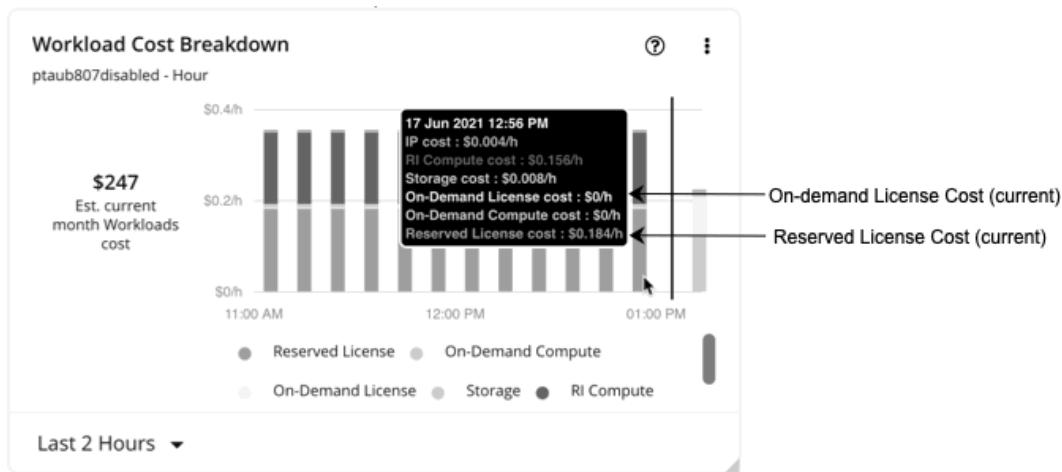 Workload Cost Breakdown
ptaub807disabled - Hour
$247
Est. current
month Workloads
cost
$0.4/h
$0.2/h
$0/h
17 Jun 2021 12:56 PM
IP cost : $0.004/h
RI Compute cost : $0.156/h
Storage cost : $0.008/h
On-Demand License cost : $0/h
On-Demand Compute cost : $0/h
Reserved License cost : $0.184/h
On-demand License Cost (current)
Reserved License Cost (current)
11:00 AM 12:00 PM 01:00 PM
Reserved License On-Demand Compute
On-Demand License Storage RI Compute
Last 2 Hours